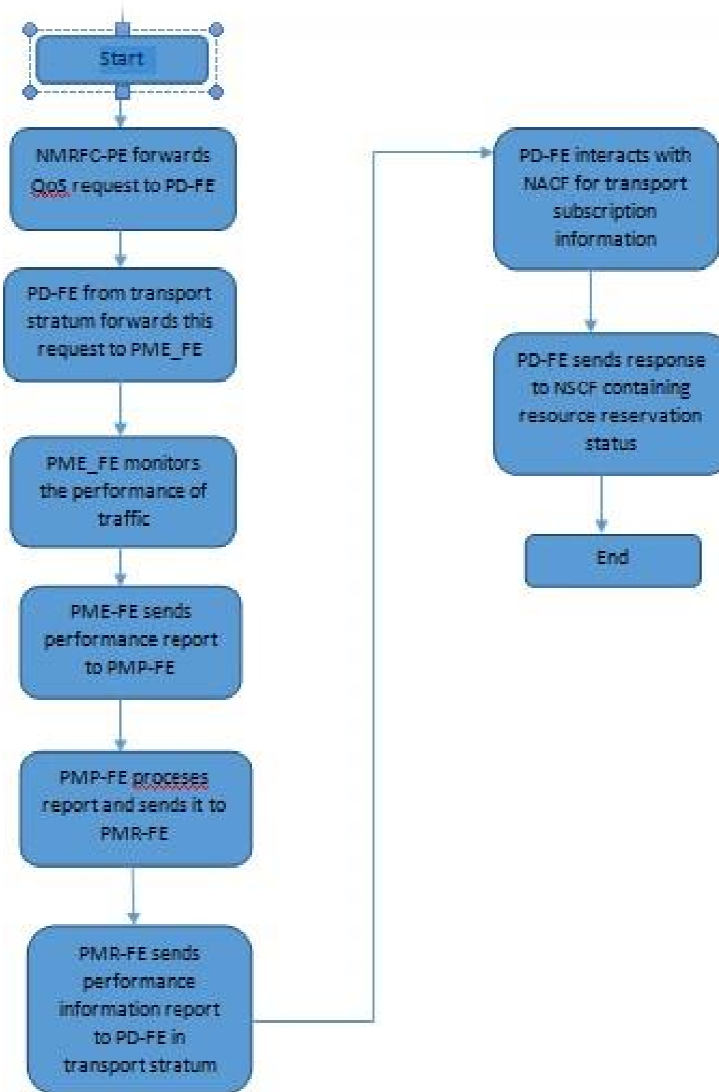 Start
NMRFC-PE forwards
QoS request to PD-FE
PD-FE from transport
stratum forwards this
request to PME_FE
PME_FE monitors
the performance of
traffic
PME-FE sends
performance report
to PMP-FE
PMP-FE proceses
report and sends it to
PMR-FE
PMR-FE sends
performance
information report
to PD-FE in
transport stratum
PD-FE interacts with
NACF for transport
subscription
information
PD-FE sends response
to NSCF containing
resource reservation
status
End